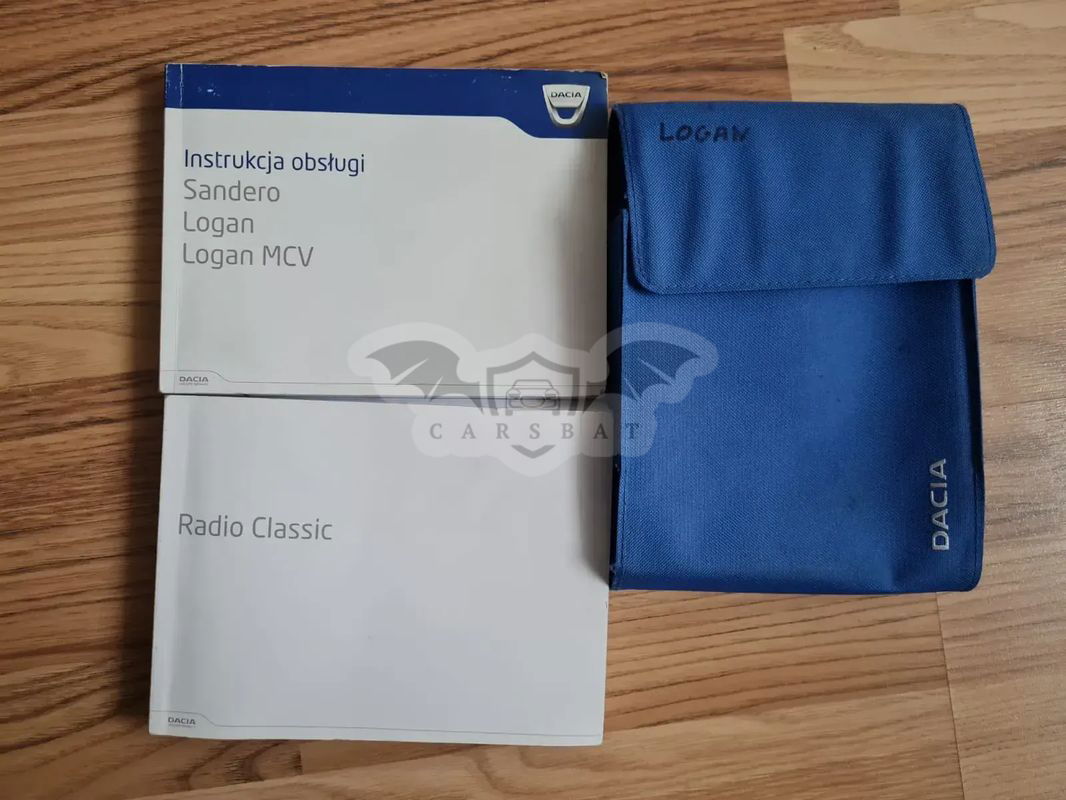 DACIA
Instrukcja obsługi
Sandero
Logan
Logan MCV
DACIA
Radio Classic
DACIA
LOGAN
DACIA
CARSBAT